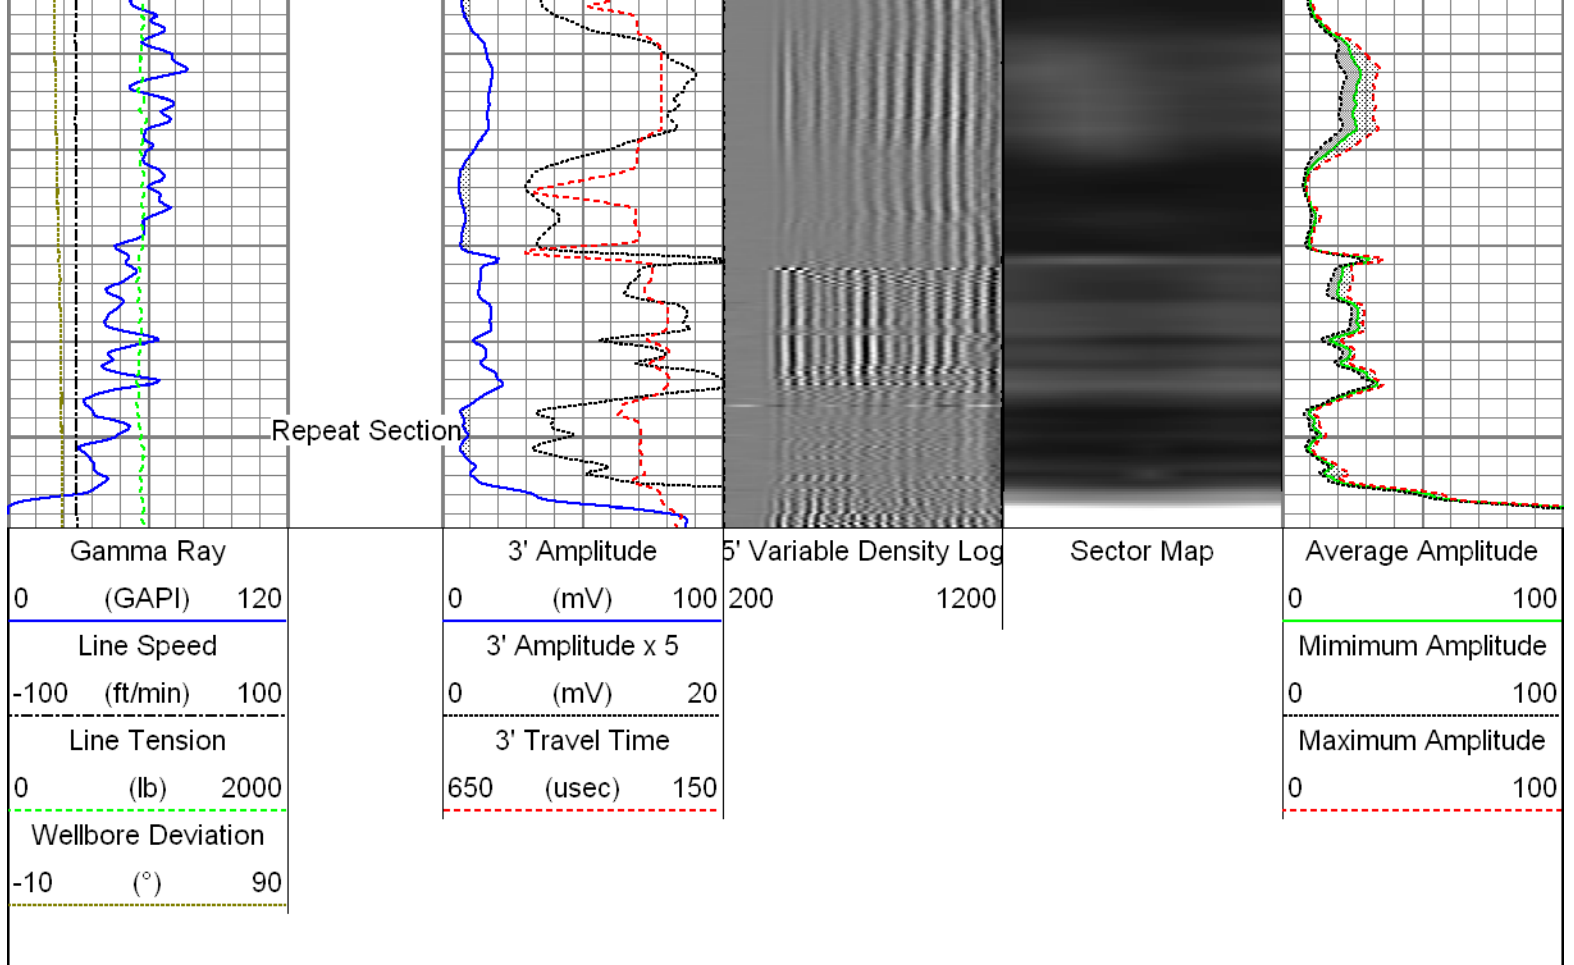 Repeat Section
Gamma Ray
0 (GAPI) 120
Line Speed
-100 (ft/min) 100
Line Tension
0 (lb) 2000
Wellbore Deviation
-10 (°) 90
3' Amplitude
0 (mV) 100
3' Amplitude x 5
0 (mV) 20
3' Travel Time
650 (usec) 150
5' Variable Density Log
200 1200
Sector Map
Average Amplitude
0 100
Mimimum Amplitude
0 100
Maximum Amplitude
0 100